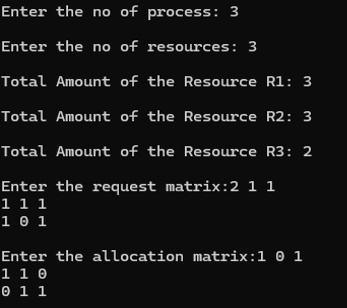 Enter the no of process: 3
Enter the no of resources: 3
Total Amount of the Resource R1: 3
Total Amount of the Resource R2: 3
Total Amount of the Resource R3: 2
Enter the request matrix:2 1 1
1 1 1
1 0 1
Enter the allocation matrix:1 0 1
1 1 0
0 1 1